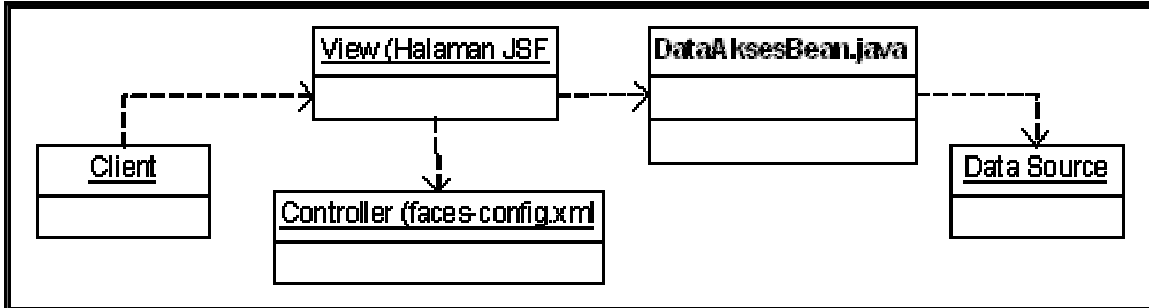 View (Halaman JSF
DataAksesBean.java
Client
Data Source
Controller (faces-config.xml